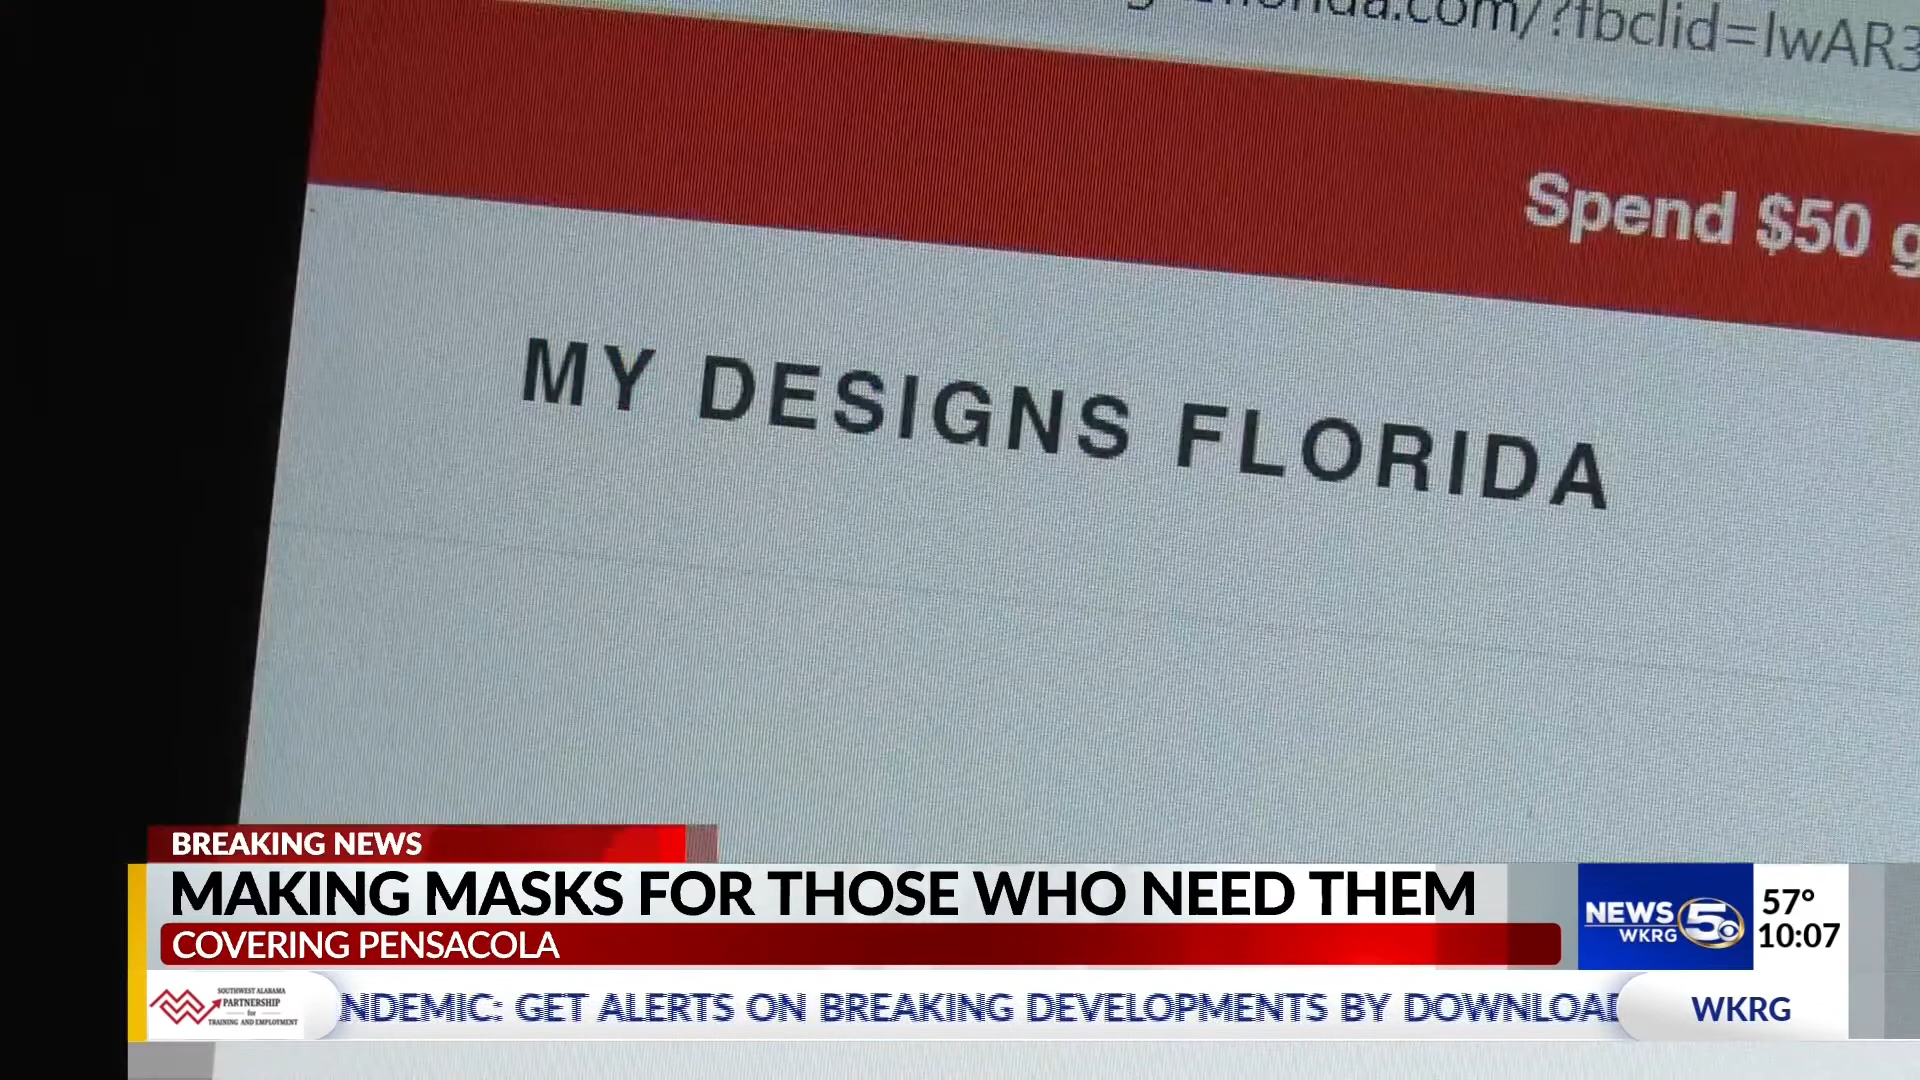 florida.com/?fbclid=IwAR3
Spend $50 g
MY DESIGNS FLORIDA
BREAKING NEWS
MAKING MASKS FOR THOSE WHO NEED THEM
COVERING PENSACOLA
NEWS 5
WKRG
57°
10:07
SOUTHWEST ALABAMA
PARTNERSHIP
for
TRAINING AND EMPLOYMENT
NDEMIC: GET ALERTS ON BREAKING DEVELOPMENTS BY DOWNLOAD
WKRG